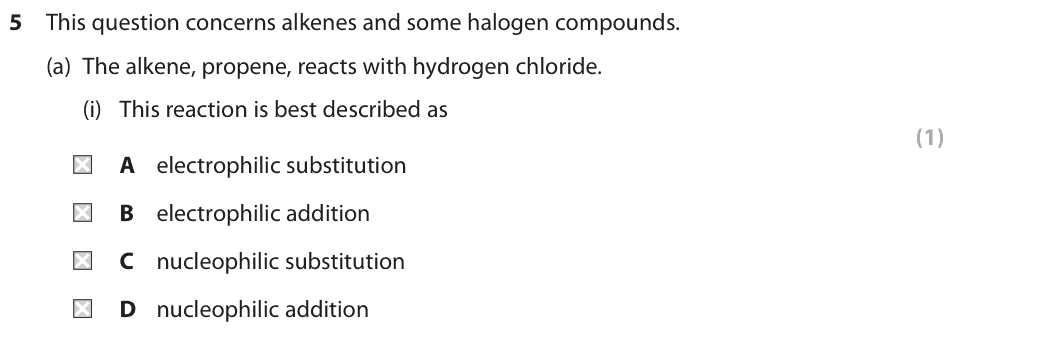 5 This question concerns alkenes and some halogen compounds.
(a) The alkene, propene, reacts with hydrogen chloride.
(i) This reaction is best described as
(1)
A electrophilic substitution
B electrophilic addition
C nucleophilic substitution
D nucleophilic addition